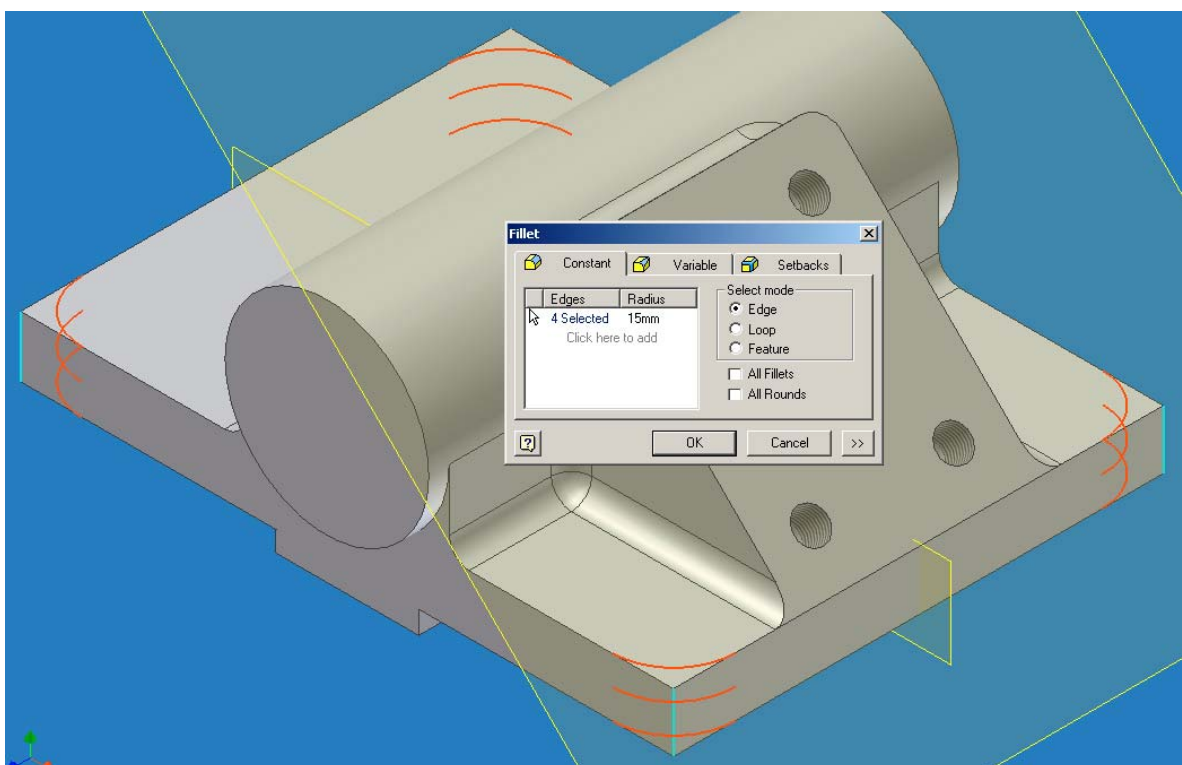 Fillet
Constant Variable Setbacks
Edges Radius
4 Selected 15mm
Click here to add
Select mode
Edge
Loop
Feature
All Fillets
All Rounds
OK Cancel >>